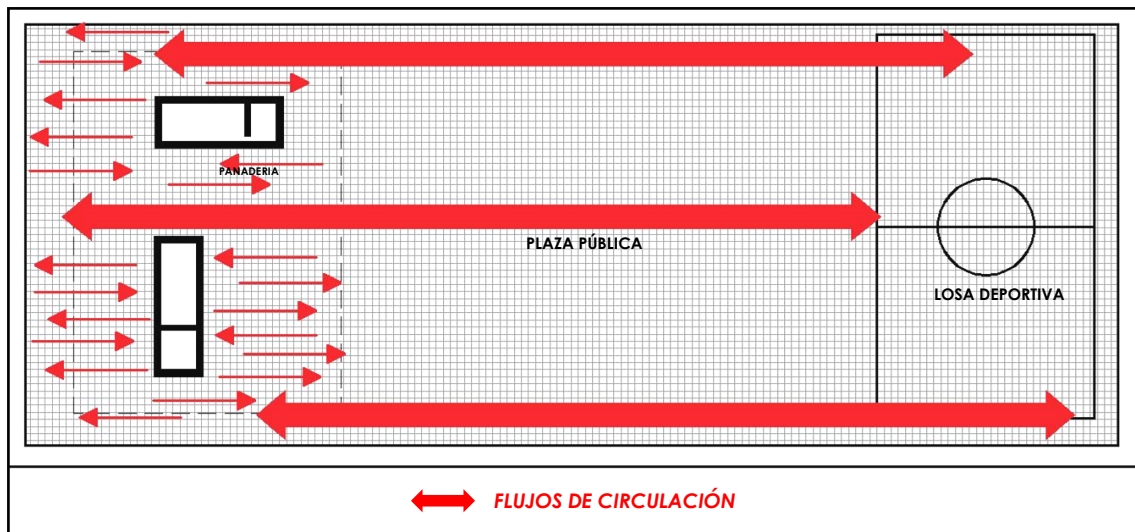 PANADERIA
PLAZA PÚBLICA
LOSA DEPORTIVA
FLUJOS DE CIRCULACIÓN